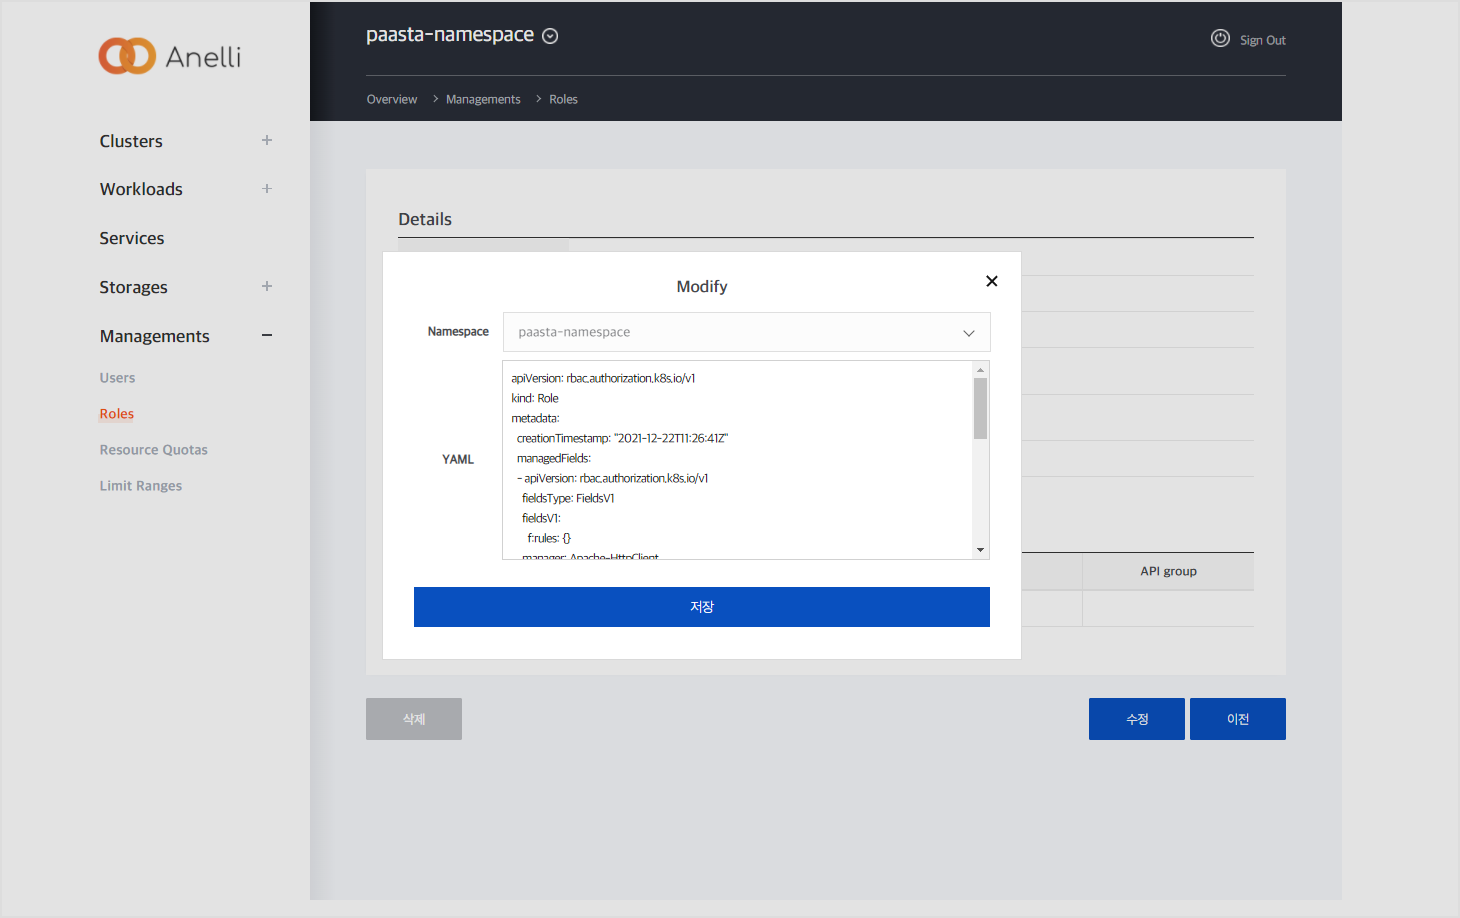 Anelli
paasta-namespace
Sign Out
Overview > Managements > Roles
Clusters
Workloads
Services
Storages
Managements
Users
Roles
Resource Quotas
Limit Ranges
Details
Modify
Namespace
paasta-namespace
YAML
apiVersion: rbac.authorization.k8s.io/v1
kind: Role
metadata:
creationTimestamp: "2021-12-22T11:26:41Z"
managedFields:
- apiVersion: rbac.authorization.k8s.io/v1
fieldsType: FieldsV1
fieldsV1:
f:rules: {}
manager: Apache-HttpClient
저장
API group
삭제
수정
이전